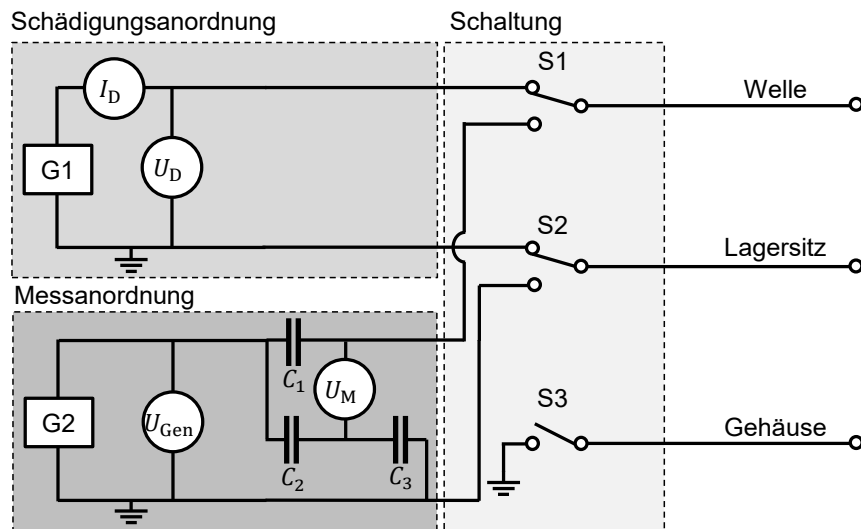 Schädigungsanordnung
Schaltung
I_D
S1
Welle
G1
U_D
S2
Lagersitz
Messanordnung
C_1
U_M
S3
G2
U_Gen
Gehäuse
C_2
C_3